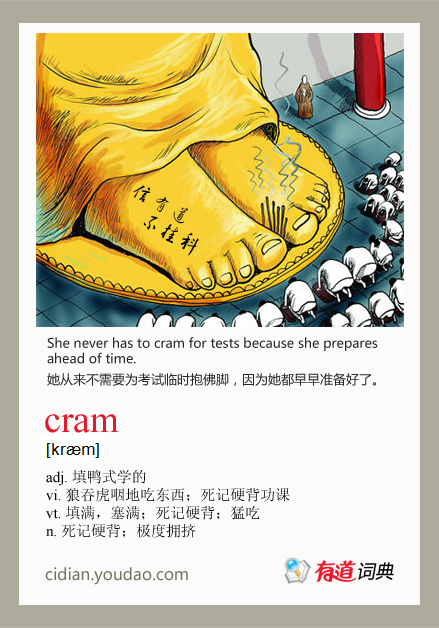 信有道
不挂科
She never has to cram for tests because she prepares
ahead of time.
她从来不需要为考试临时抱佛脚，因为她都早早准备好了。
cram
[kræm]
adj. 填鸭式学的
vi. 狼吞虎咽地吃东西；死记硬背功课
vt. 填满，塞满；死记硬背；猛吃
n. 死记硬背；极度拥挤
cidian.youdao.com
有道词典